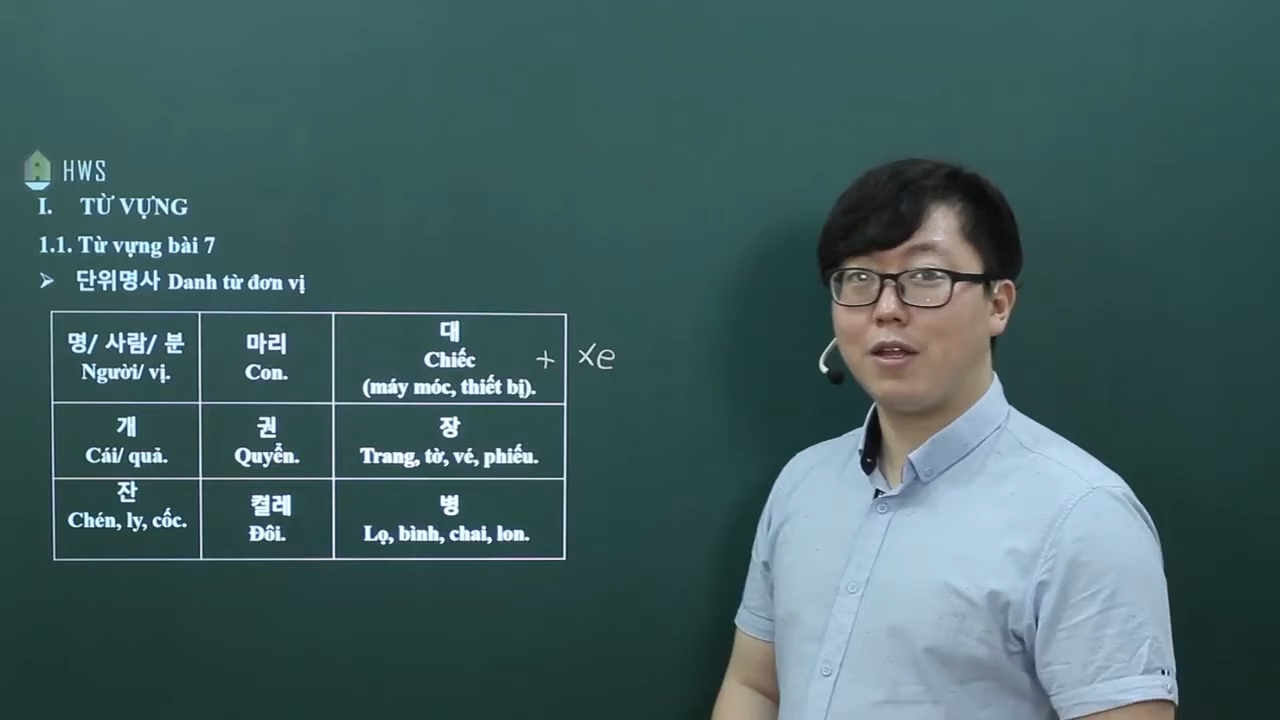 HWS
I. TỪ VỰNG
1.1. Từ vựng bài 7
➢ 단위명사 Danh từ đơn vị
명/ 사람/ 분
Người/ vị.
마리
Con.
대
Chiếc
(máy móc, thiết bị).
+ xe
개
Cái/ quả.
권
Quyển.
장
Trang, tờ, vé, phiếu.
잔
Chén, ly, cốc.
켤레
Đôi.
병
Lọ, bình, chai, lon.